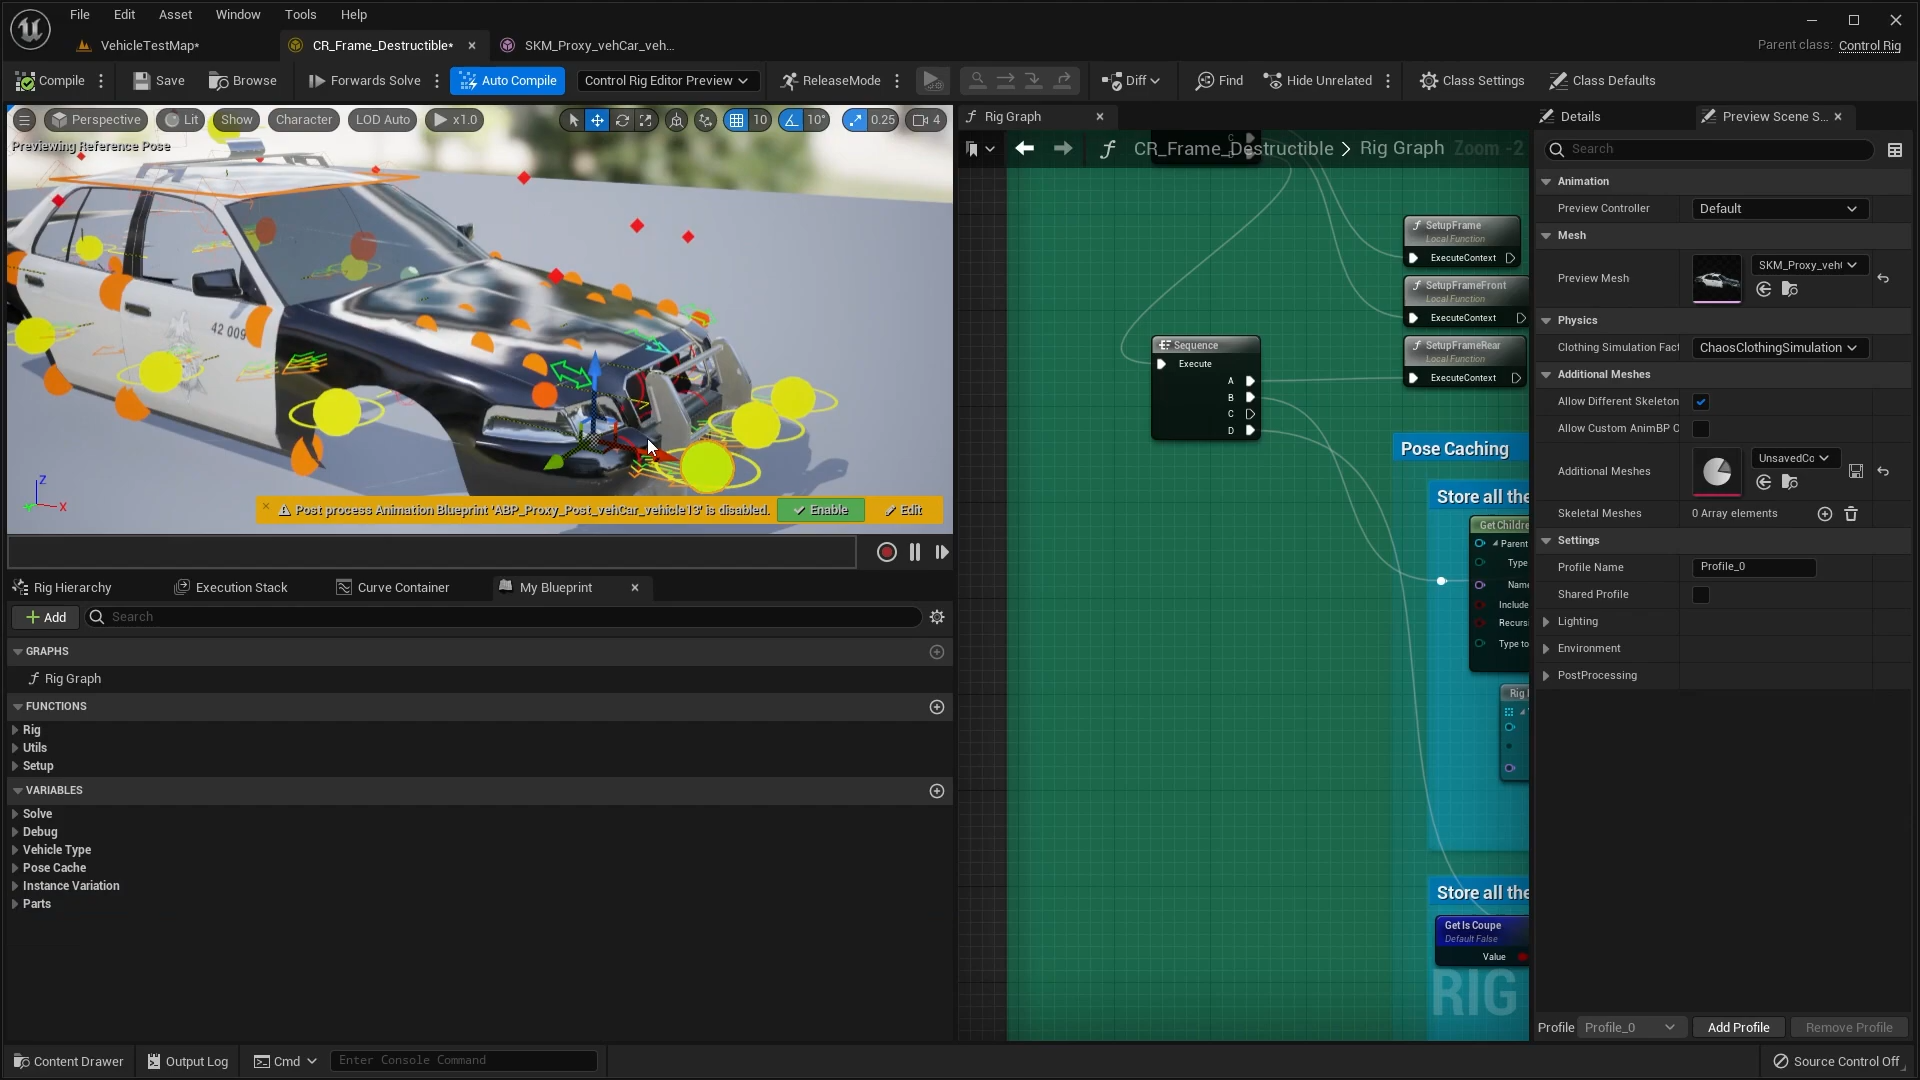 File Edit Asset Window Tools Help
VehicleTestMap* CR_Frame_Destructible* SKM_Proxy_vehCar_veh...
Parent class: Control Rig
Compile Save Browse Forwards Solve Auto Compile Control Rig Editor Preview ReleaseMode Diff Find Hide Unrelated Class Settings Class Defaults
Perspective Lit Show Character LOD Auto x1.0 10 10° 0.25 4
Previewing Reference Pose
42 009
Z
X
Post process Animation Blueprint 'ABP_Proxy_Post_vehCar_vehicle13' is disabled. Enable Edit
Rig Hierarchy Execution Stack Curve Container My Blueprint
Add Search
GRAPHS
Rig Graph
FUNCTIONS
Rig
Utils
Setup
VARIABLES
Solve
Debug
Vehicle Type
Pose Cache
Instance Variation
Parts
Rig Graph
CR_Frame_Destructible > Rig Graph Zoom -2
C
SetupFrame
Local Function
ExecuteContext
SetupFrameFront
Local Function
ExecuteContext
SetupFrameRear
Local Function
ExecuteContext
Sequence
Execute
A
B
C
D
Pose Caching
Store all the
Get Childre
Parent
Type
Name
Include
Recursi
Type to
Rig
Store all the
Get Is Coupe
Default False
Value
RIG
Details Preview Scene S...
Search
Animation
Preview Controller Default
Mesh
Preview Mesh SKM_Proxy_veh
Physics
Clothing Simulation Fact ChaosClothingSimulation
Additional Meshes
Allow Different Skeleton
Allow Custom AnimBP C
Additional Meshes UnsavedCo
Skeletal Meshes 0 Array elements
Settings
Profile Name Profile_0
Shared Profile
Lighting
Environment
PostProcessing
Profile Profile_0 Add Profile Remove Profile
Content Drawer Output Log Cmd Enter Console Command Source Control Off